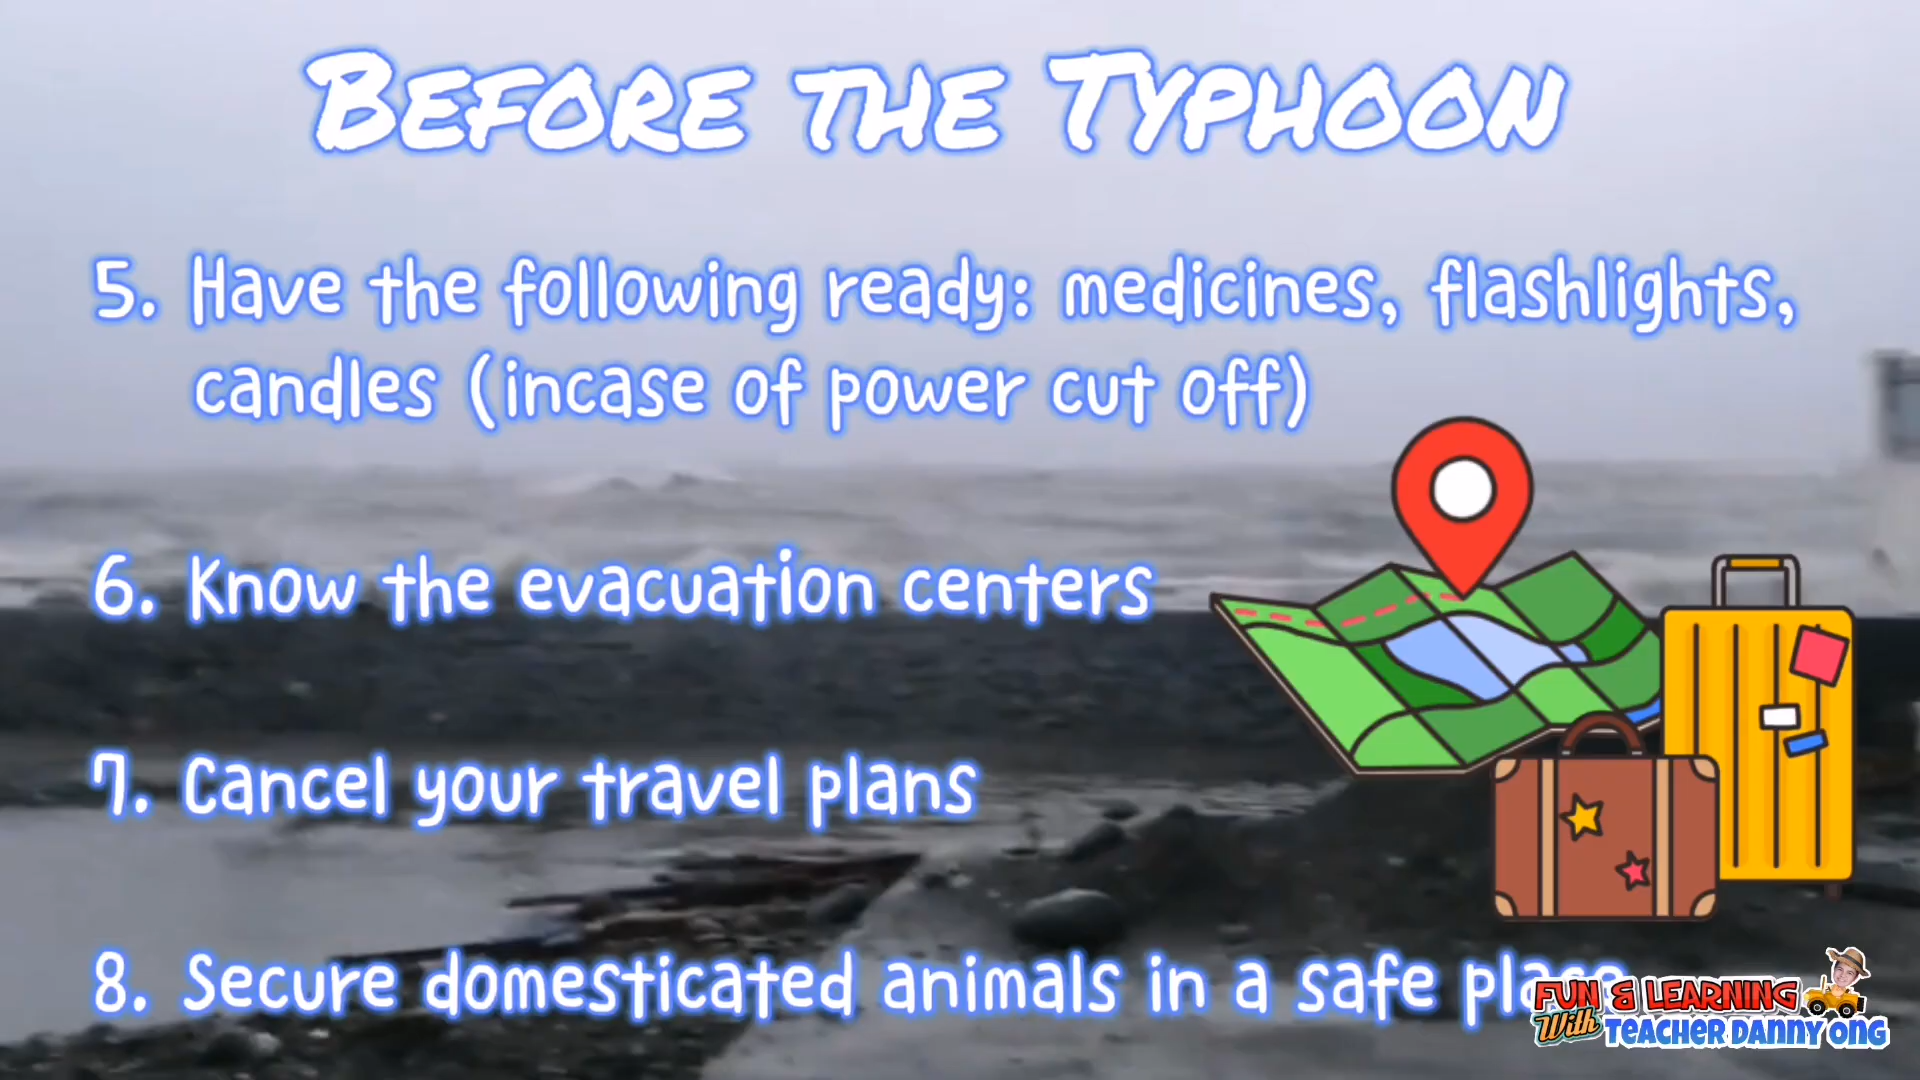 BEFORE THE TYPHOON
5. Have the following ready: medicines, flashlights,
candles (incase of power cut off)
6. Know the evacuation centers
7. Cancel your travel plans
8. Secure domesticated animals in a safe place
FUN & LEARNING
With TEACHER DANNY ONG